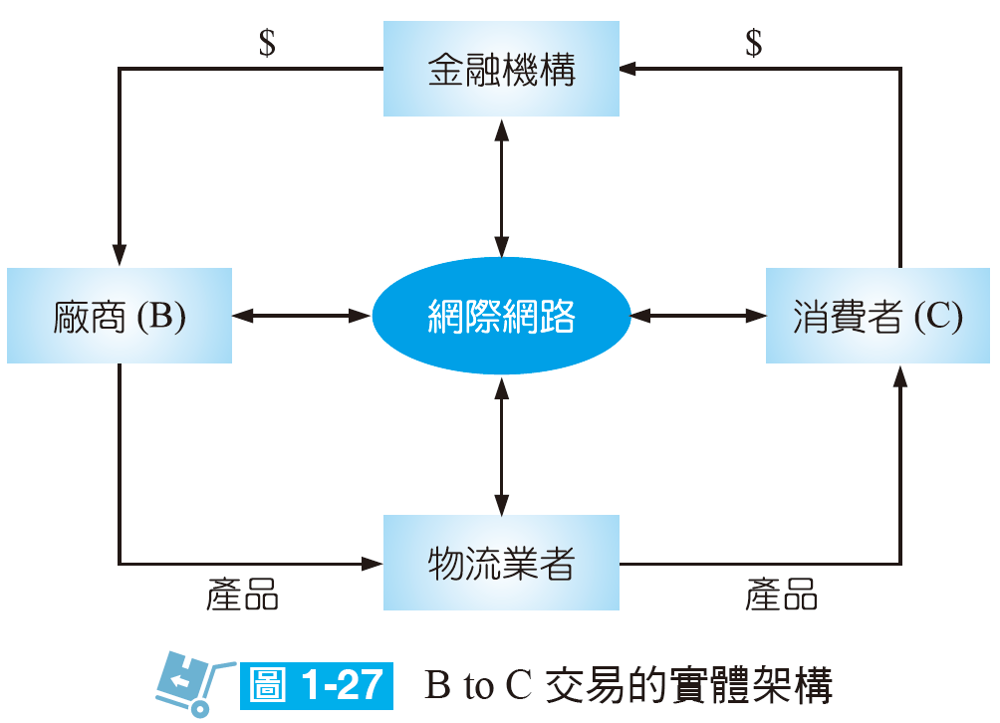 $
$
金融機構
廠商 (B)
網際網路
消費者 (C)
物流業者
產品
產品
圖 1-27 B to C 交易的實體架構